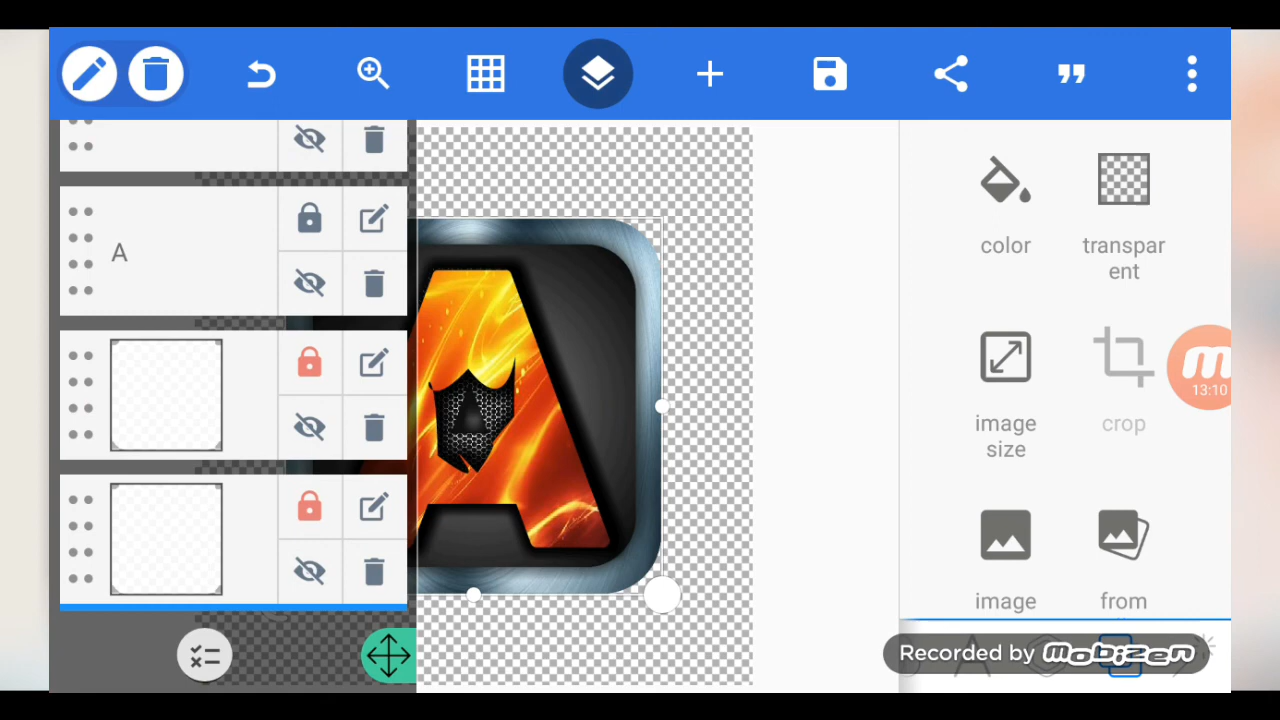 A
A
A
color
transpar
ent
13:10
image
size
crop
image
from
Recorded by mobizen